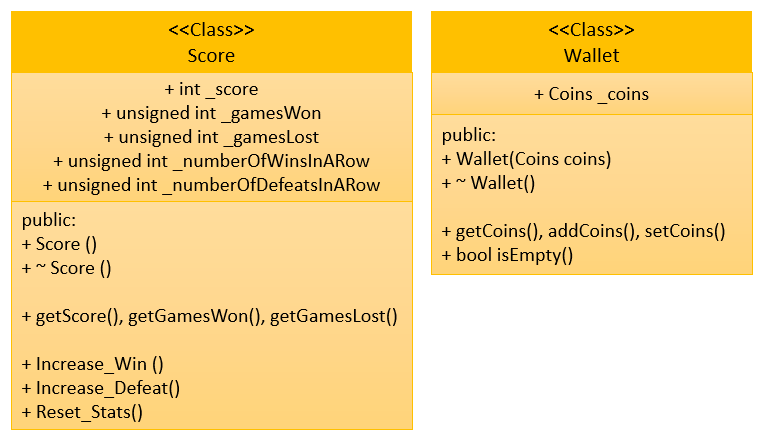 <<Class>>
Score
+ int _score
+ unsigned int _gamesWon
+ unsigned int _gamesLost
+ unsigned int _numberOfWinsInARow
+ unsigned int _numberOfDefeatsInARow
public:
+ Score ()
+ ~ Score ()
+ getScore(), getGamesWon(), getGamesLost()
+ Increase_Win ()
+ Increase_Defeat()
+ Reset_Stats()
<<Class>>
Wallet
+ Coins _coins
public:
+ Wallet(Coins coins)
+ ~ Wallet()
+ getCoins(), addCoins(), setCoins()
+ bool isEmpty()